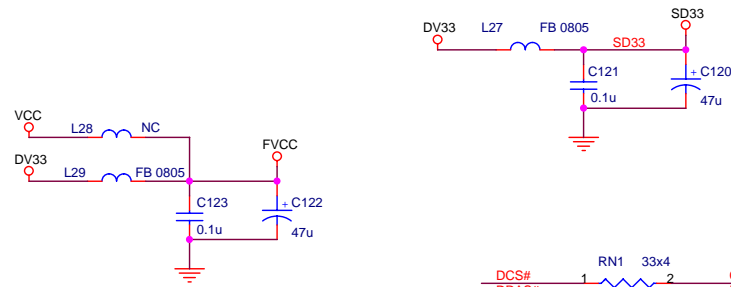 SD33
DV33 L27 FB 0805
SD33
C121
+ C120
0.1u
47u
VCC
L28 NC
FVCC
DV33
L29 FB 0805
C123
+ C122
0.1u
47u
RN1 33x4
DCS#
1 2